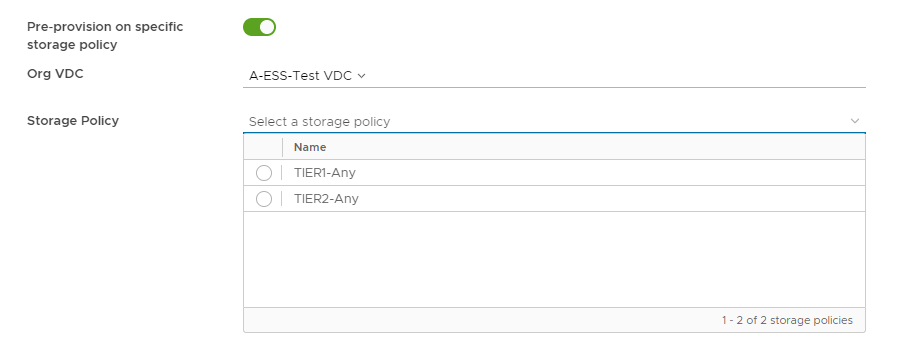 Pre-provision on specific
storage policy
Org VDC
A-ESS-Test VDC
Storage Policy
Select a storage policy
Name
TIER1-Any
TIER2-Any
1 - 2 of 2 storage policies